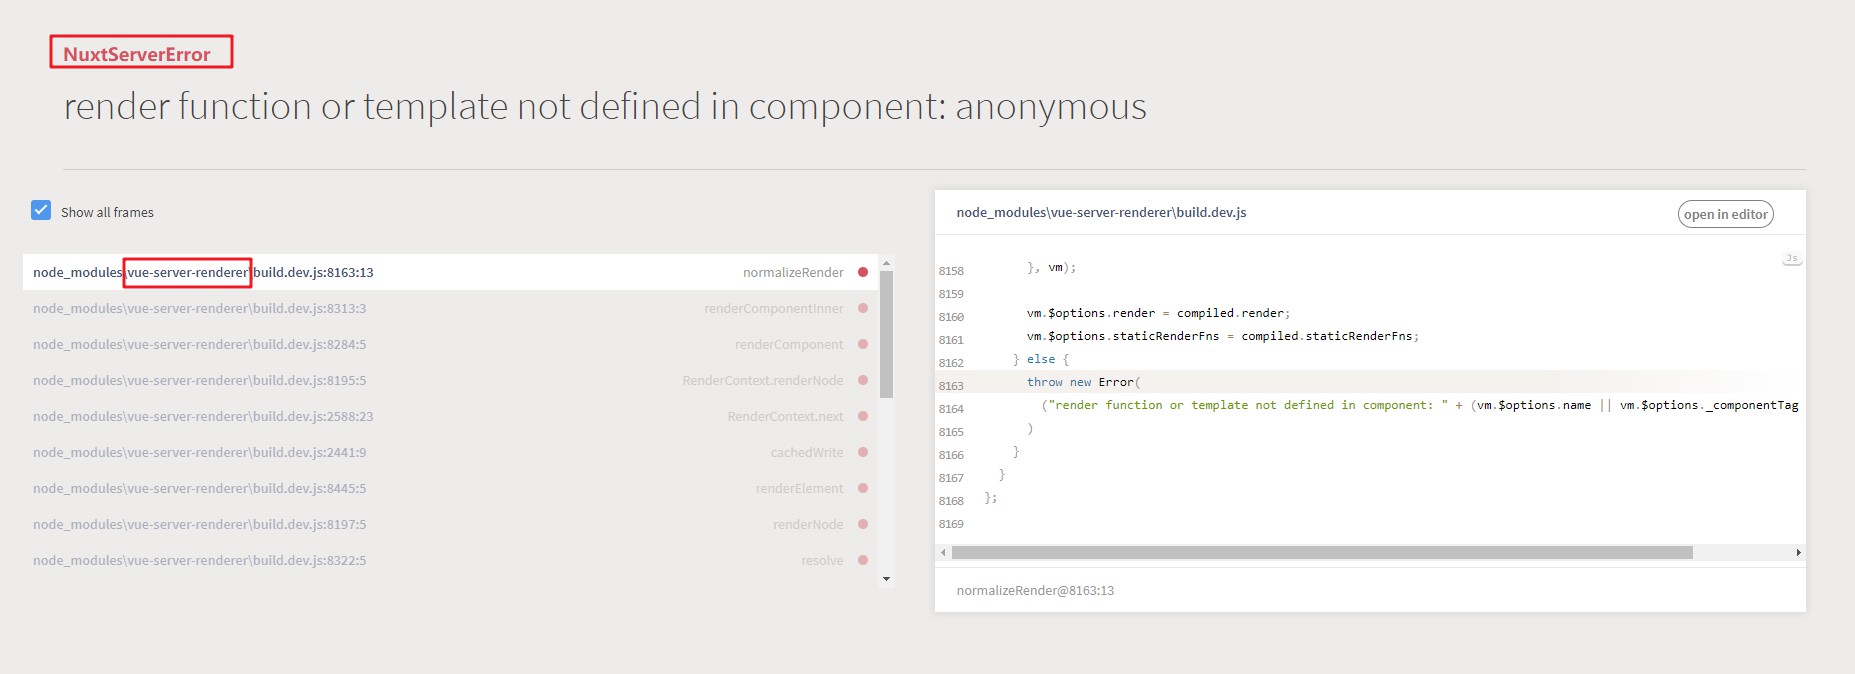 NuxtServerError
render function or template not defined in component: anonymous
Show all frames
node_modules\vue-server-renderer\build.dev.js:8163:13 normalizeRender
node_modules\vue-server-renderer\build.dev.js:8313:3 renderComponentInner
node_modules\vue-server-renderer\build.dev.js:8284:5 renderComponent
node_modules\vue-server-renderer\build.dev.js:8195:5 RenderContext.renderNode
node_modules\vue-server-renderer\build.dev.js:2588:23 RenderContext.next
node_modules\vue-server-renderer\build.dev.js:2441:9 cachedWrite
node_modules\vue-server-renderer\build.dev.js:8445:5 renderElement
node_modules\vue-server-renderer\build.dev.js:8197:5 renderNode
node_modules\vue-server-renderer\build.dev.js:8322:5 resolve
node_modules\vue-server-renderer\build.dev.js
open in editor
Js
8158 }, vm);
8159
8160 vm.$options.render = compiled.render;
8161 vm.$options.staticRenderFns = compiled.staticRenderFns;
8162 } else {
8163 throw new Error(
8164 ("render function or template not defined in component: " + (vm.$options.name || vm.$options._componentTag
8165 )
8166 }
8167 }
8168 };
8169
normalizeRender@8163:13